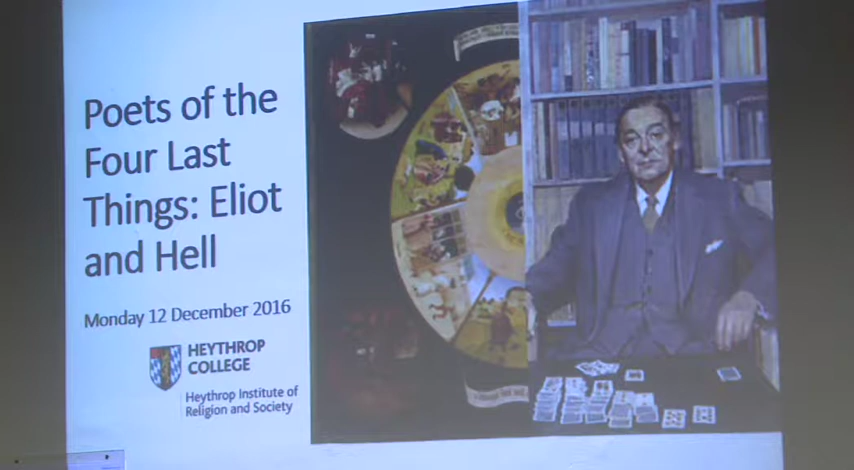 Poets of the
Four Last
Things: Eliot
and Hell
Monday 12 December 2016
HEYTHROP
COLLEGE
Heythrop Institute of
Religion and Society